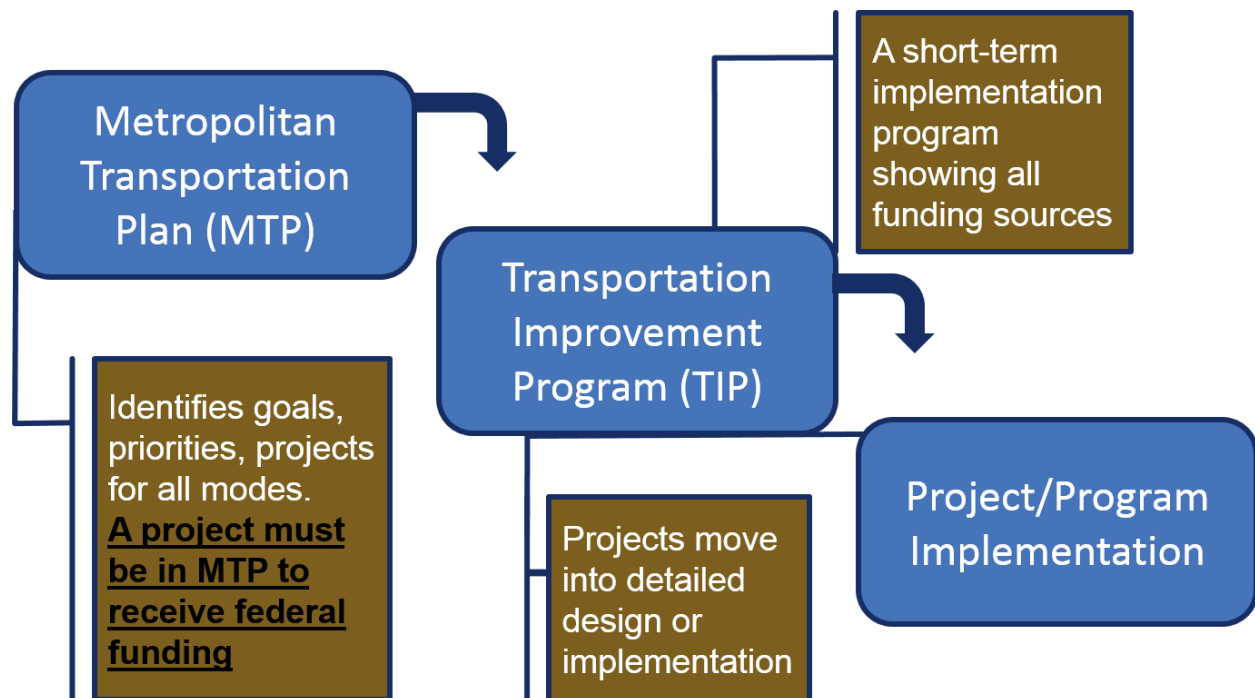 Metropolitan
Transportation
Plan (MTP)
Identifies goals,
priorities, projects
for all modes.
A project must
be in MTP to
receive federal
funding
A short-term
implementation
program
showing all
funding sources
Transportation
Improvement
Program (TIP)
Projects move
into detailed
design or
implementation
Project/Program
Implementation